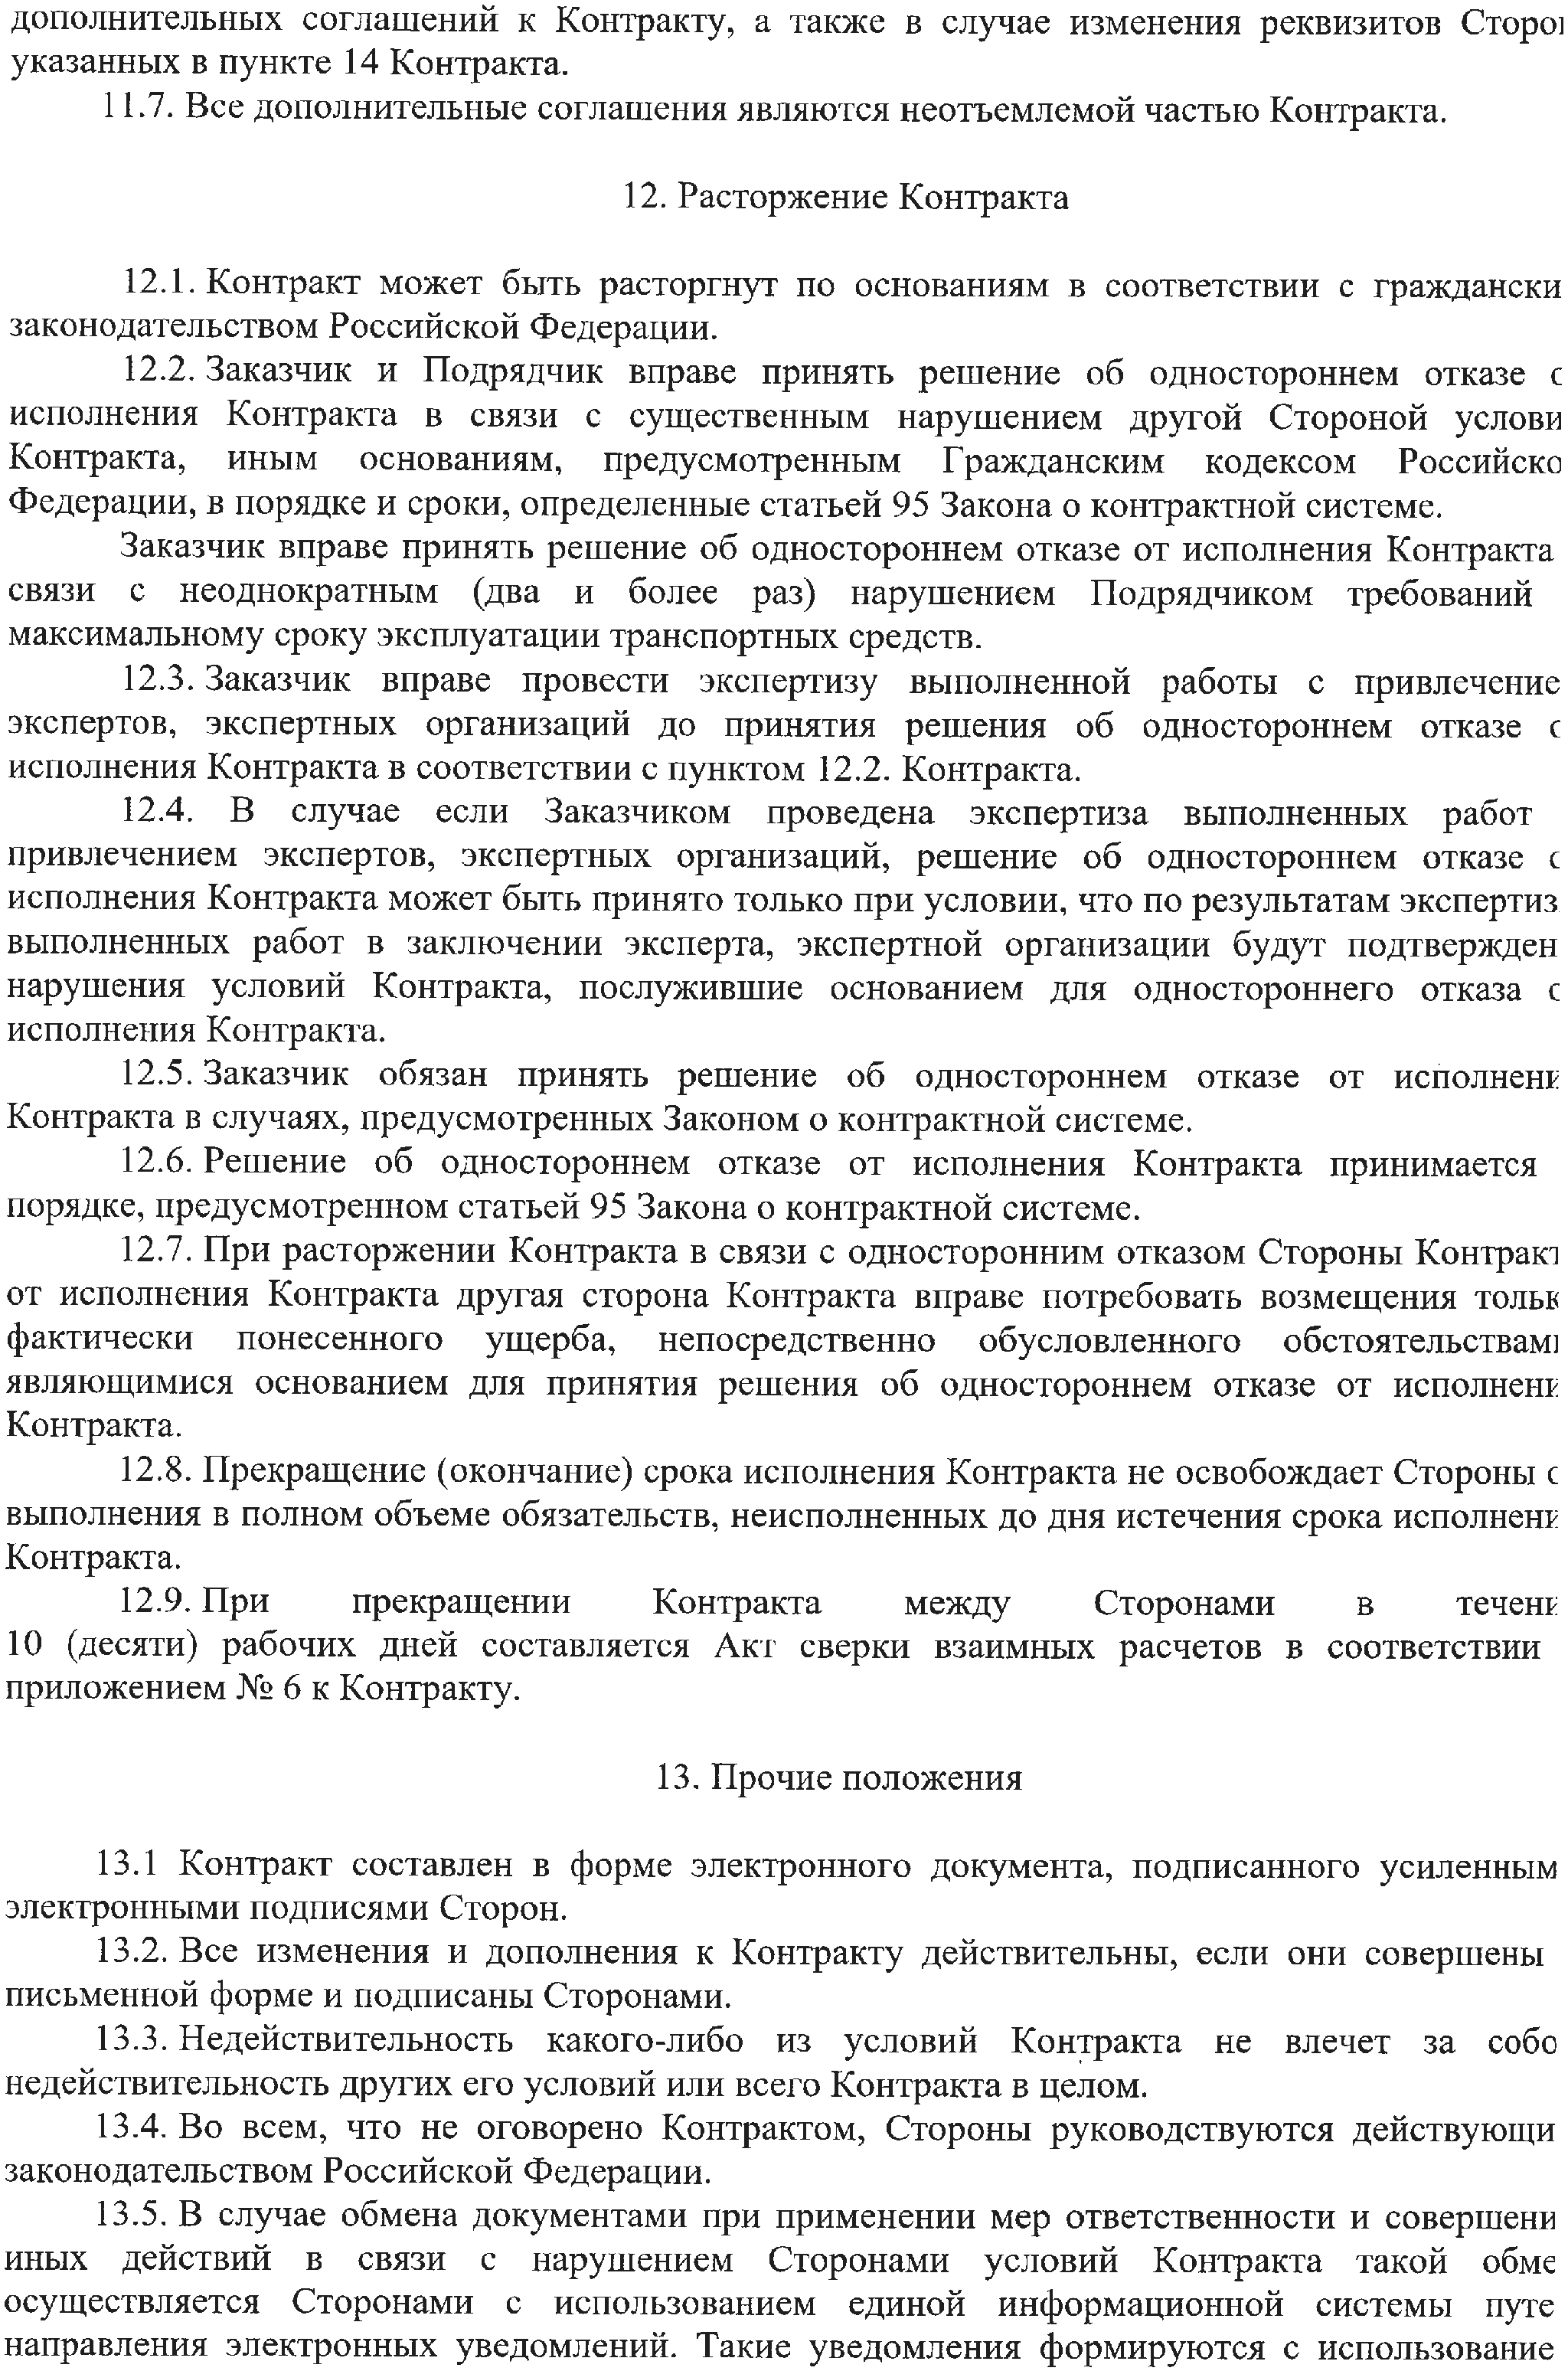 дополнительных соглашений к Контракту, а также в случае изменения реквизитов Сторо
указанных в пункте 14 Контракта.
11.7. Все дополнительные соглашения являются неотъемлемой частью Контракта.
12. Расторжение Контракта
12.1. Контракт может быть расторгнут по основаниям в соответствии с граждански
законодательством Российской Федерации.
12.2. Заказчик и Подрядчик вправе принять решение об одностороннем отказе о
исполнения Контракта в связи с существенным нарушением другой Стороной услови
Контракта, иным основаниям, предусмотренным Гражданским кодексом Российско
Федерации, в порядке и сроки, определенные статьей 95 Закона о контрактной системе.
Заказчик вправе принять решение об одностороннем отказе от исполнения Контракта
связи с неоднократным (два и более раз) нарушением Подрядчиком требований
максимальному сроку эксплуатации транспортных средств.
12.3. Заказчик вправе провести экспертизу выполненной работы с привлечение
экспертов, экспертных организаций до принятия решения об одностороннем отказе о
исполнения Контракта в соответствии с пунктом 12.2. Контракта.
12.4. В случае если Заказчиком проведена экспертиза выполненных работ
привлечением экспертов, экспертных организаций, решение об одностороннем отказе о
исполнения Контракта может быть принято только при условии, что по результатам экспертиз
выполненных работ в заключении эксперта, экспертной организации будут подтвержден
нарушения условий Контракта, послужившие основанием для одностороннего отказа о
исполнения Контракта.
12.5. Заказчик обязан принять решение об одностороннем отказе от исполнени
Контракта в случаях, предусмотренных Законом о контрактной системе.
12.6. Решение об одностороннем отказе от исполнения Контракта принимается
порядке, предусмотренном статьей 95 Закона о контрактной системе.
12.7. При расторжении Контракта в связи с односторонним отказом Стороны Контракт
от исполнения Контракта другая сторона Контракта вправе потребовать возмещения тольк
фактически понесенного ущерба, непосредственно обусловленного обстоятельствам
являющимися основанием для принятия решения об одностороннем отказе от исполнени
Контракта.
12.8. Прекращение (окончание) срока исполнения Контракта не освобождает Стороны о
выполнения в полном объеме обязательств, неисполненных до дня истечения срока исполнени
Контракта.
12.9. При прекращении Контракта между Сторонами в течени
10 (десяти) рабочих дней составляется Акт сверки взаимных расчетов в соответствии
приложением № 6 к Контракту.
13. Прочие положения
13.1 Контракт составлен в форме электронного документа, подписанного усиленным
электронными подписями Сторон.
13.2. Все изменения и дополнения к Контракту действительны, если они совершены
письменной форме и подписаны Сторонами.
13.3. Недействительность какого-либо из условий Контракта не влечет за собо
недействительность других его условий или всего Контракта в целом.
13.4. Во всем, что не оговорено Контрактом, Стороны руководствуются действующи
законодательством Российской Федерации.
13.5. В случае обмена документами при применении мер ответственности и совершени
иных действий в связи с нарушением Сторонами условий Контракта такой обме
осуществляется Сторонами с использованием единой информационной системы путе
направления электронных уведомлений. Такие уведомления формируются с использование